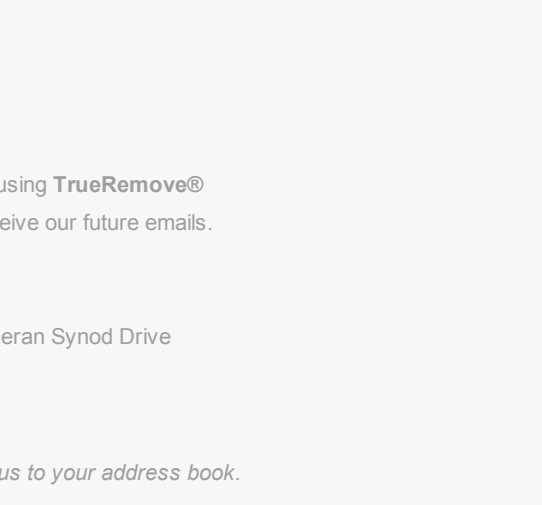 using TrueRemove®
eive our future emails.
eran Synod Drive
us to your address book.